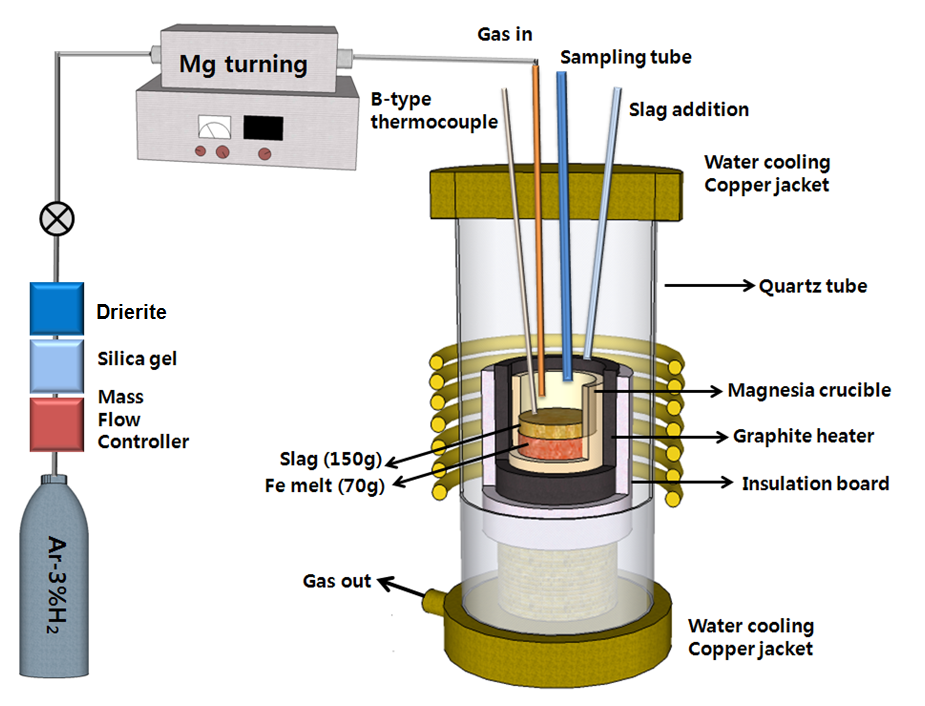 Gas in
Mg turning
Sampling tube
B-type
thermocouple
Slag addition
Water cooling
Copper jacket
Quartz tube
Drierite
Silica gel
Mass
Flow
Controller
Magnesia crucible
Graphite heater
Slag (150g)
Fe melt (70g)
Insulation board
Ar-3%H₂
Gas out
Water cooling
Copper jacket